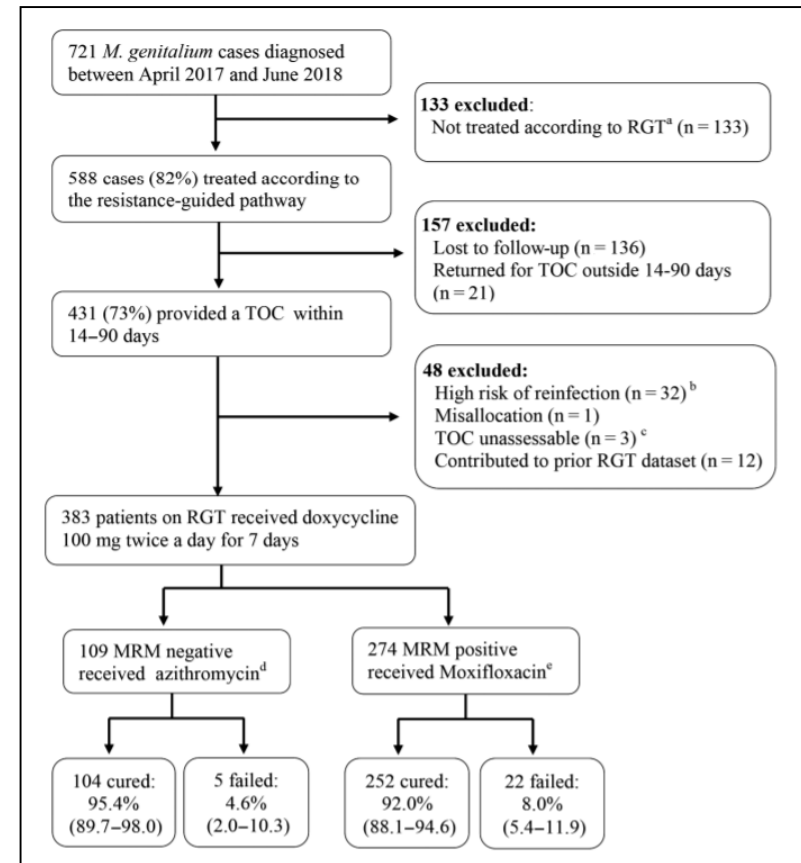 721 M. genitalium cases diagnosed
between April 2017 and June 2018
133 excluded:
Not treated according to RGTᵃ (n = 133)
588 cases (82%) treated according to
the resistance-guided pathway
157 excluded:
Lost to follow-up (n = 136)
Returned for TOC outside 14-90 days
(n = 21)
431 (73%) provided a TOC within
14–90 days
48 excluded:
High risk of reinfection (n = 32)ᵇ
Misallocation (n = 1)
TOC unassessable (n = 3)ᶜ
Contributed to prior RGT dataset (n = 12)
383 patients on RGT received doxycycline
100 mg twice a day for 7 days
109 MRM negative
received azithromycinᵈ
274 MRM positive
received Moxifloxacinᵉ
104 cured:
95.4%
(89.7–98.0)
5 failed:
4.6%
(2.0–10.3)
252 cured:
92.0%
(88.1–94.6)
22 failed:
8.0%
(5.4–11.9)